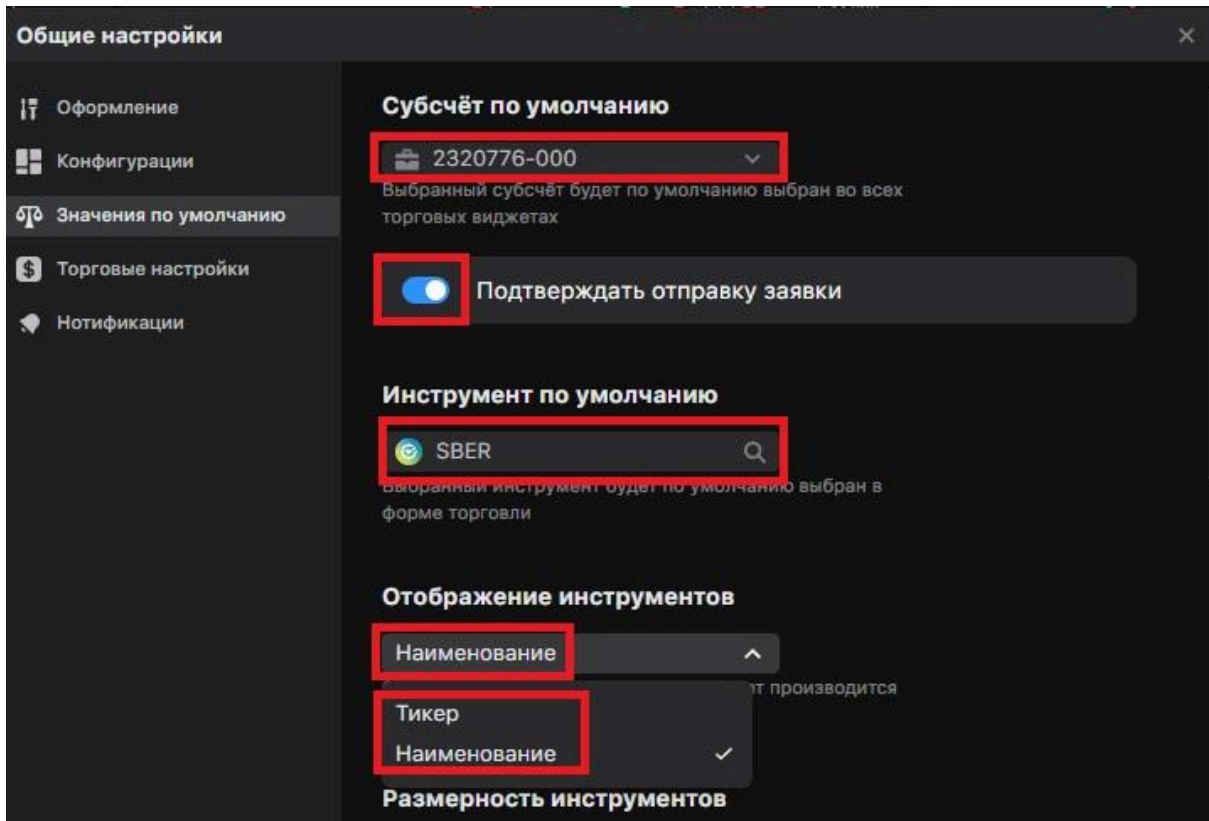 Общие настройки
Оформление
Конфигурации
Значения по умолчанию
Торговые настройки
Нотификации
Субсчёт по умолчанию
2320776-000
Выбранный субсчёт будет по умолчанию выбран во всех
торговых виджетах
Подтверждать отправку заявки
Инструмент по умолчанию
SBER
Выбранный инструмент будет по умолчанию выбран в
форме торговли
Отображение инструментов
Наименование
производится
Тикер
Наименование
Размерность инструментов